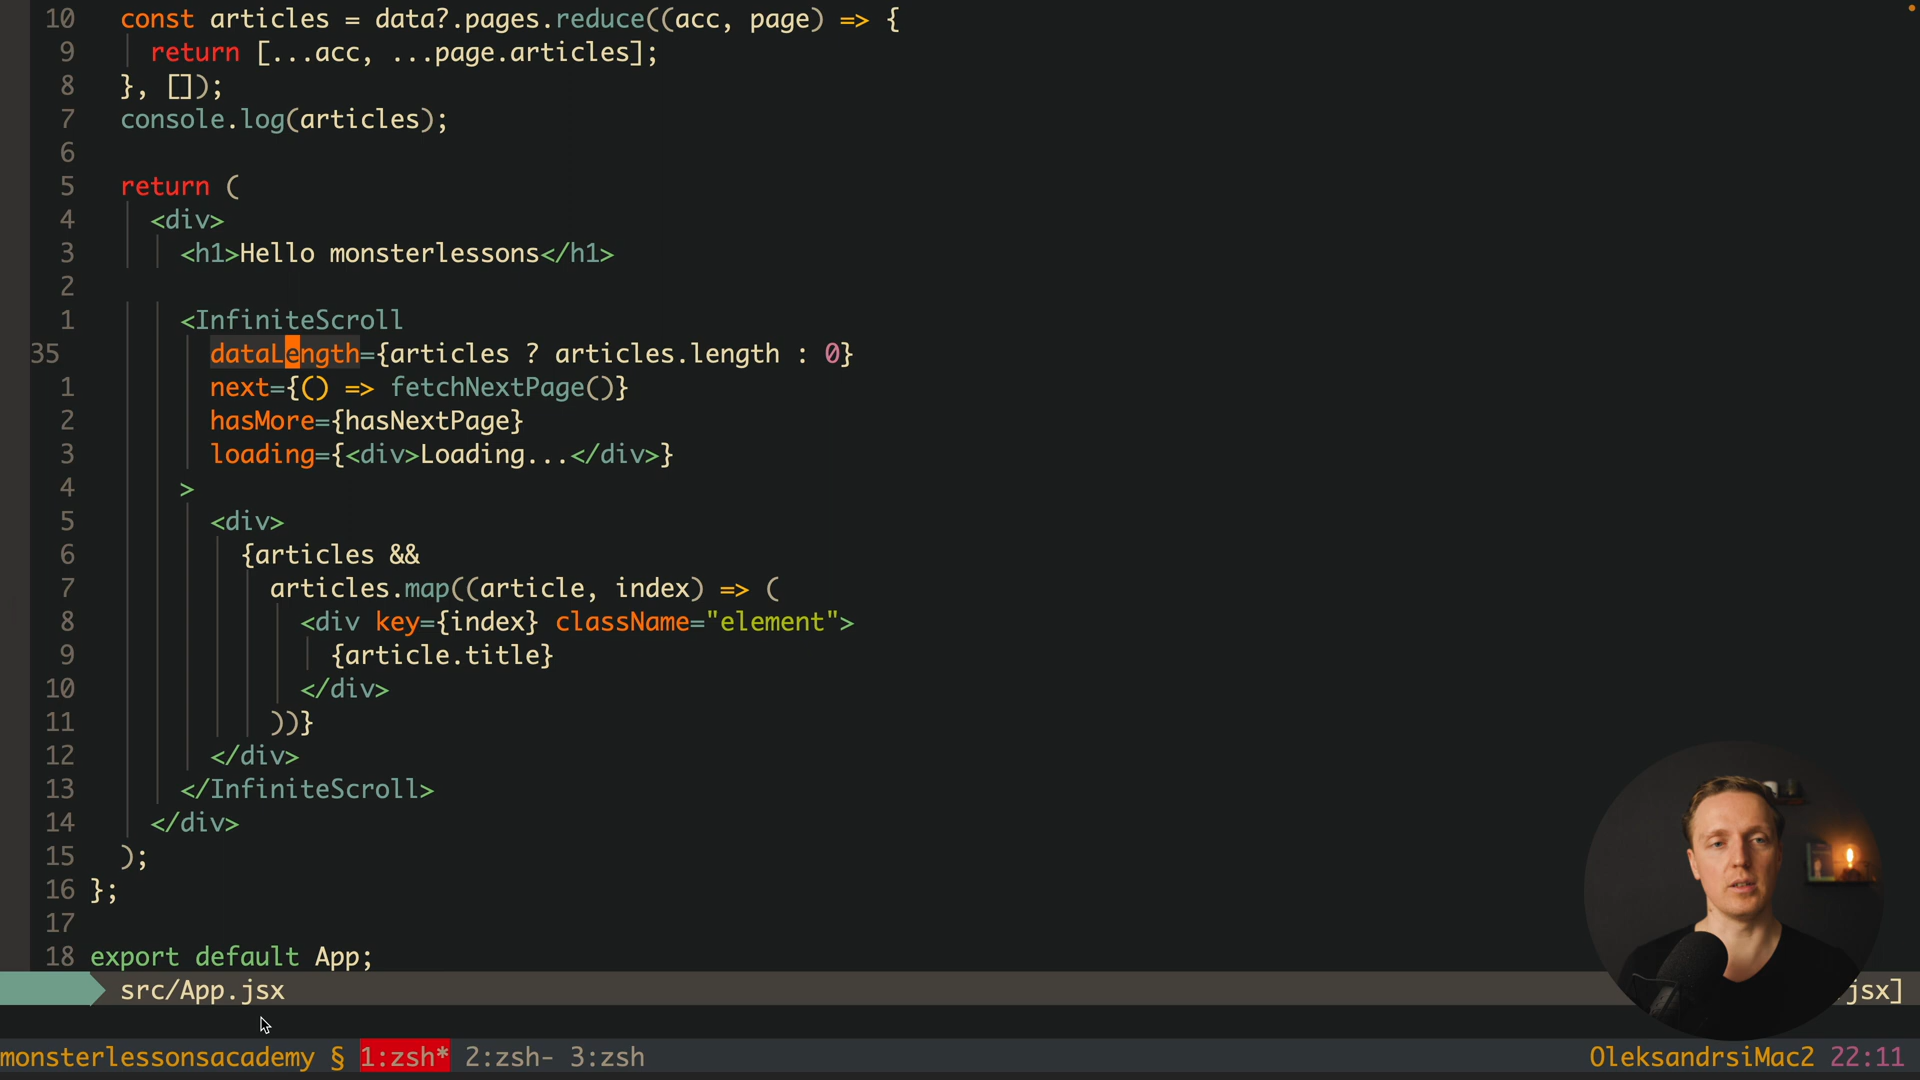 10 const articles = data?.pages.reduce((acc, page) => {
9 return [...acc, ...page.articles];
8 }, []);
7 console.log(articles);
6
5 return (
4 <div>
3 <h1>Hello monsterlessons</h1>
2
1 <InfiniteScroll
35 dataLength={articles ? articles.length : 0}
1 next={() => fetchNextPage()}
2 hasMore={hasNextPage}
3 loading={<div>Loading...</div>}
4 >
5 <div>
6 {articles &&
7 articles.map((article, index) => (
8 <div key={index} className="element">
9 {article.title}
10 </div>
11 ))}
12 </div>
13 </InfiniteScroll>
14 </div>
15 );
16 };
17
18 export default App;
src/App.jsx jsx]
monsterlessonsacademy § 1:zsh* 2:zsh- 3:zsh OleksandrsiMac2 22:11